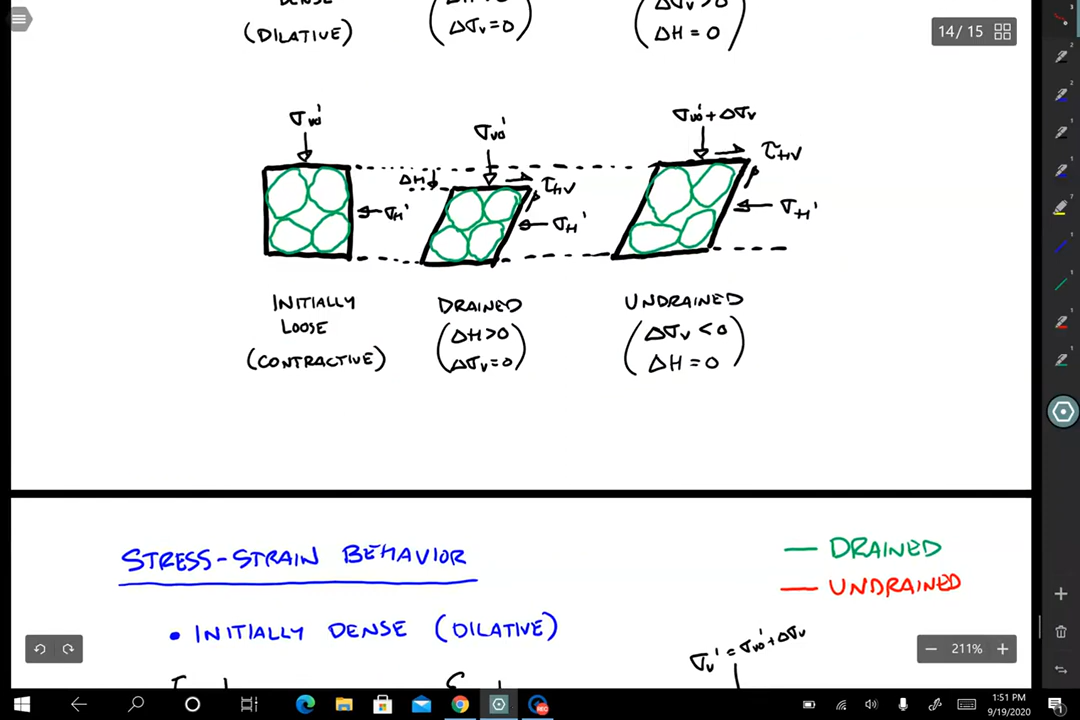 DENSE
(DILATIVE)
Δσv=0)
ΔH = 0
14/ 15
σvo'
σvo'
σvo' + Δσv
ΔH
τHV
τHV
σH'
σH'
σH'
INITIALLY
LOOSE
(CONTRACTIVE)
DRAINED
(ΔH>0
Δσv=0)
UNDRAINED
(Δσv <0
ΔH = 0)
STRESS-STRAIN BEHAVIOR
— DRAINED
— UNDRAINED
• INITIALLY DENSE (DILATIVE)
σv' = σvo' + Δσv
211%
1:51 PM
9/19/2020